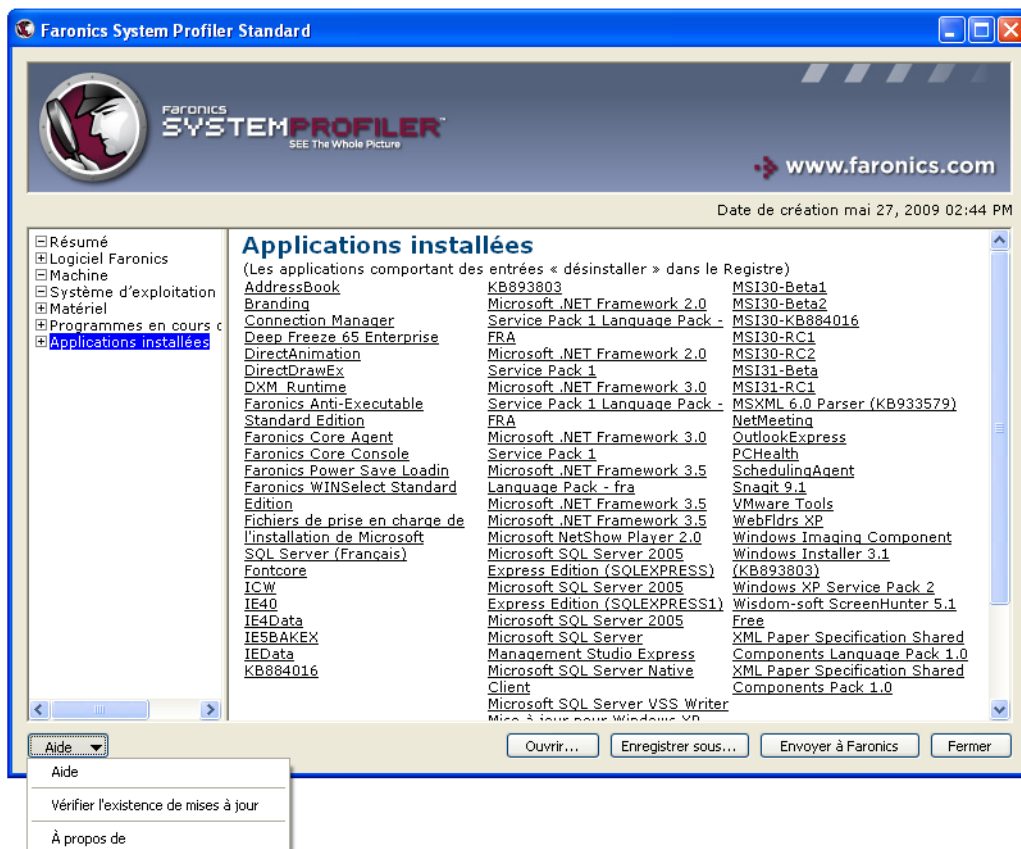 Faronics System Profiler Standard
Faronics
SYSTEMPROFILER™
SEE The Whole Picture
www.faronics.com
Date de création mai 27, 2009 02:44 PM
Résumé
Logiciel Faronics
Machine
Système d'exploitation
Matériel
Programmes en cours
Applications installées
Applications installées
(Les applications comportant des entrées « désinstaller » dans le Registre)
AddressBook
Branding
Connection Manager
Deep Freeze 65 Enterprise
DirectAnimation
DirectDrawEx
DXM_Runtime
Faronics Anti-Executable
Standard Edition
Faronics Core Agent
Faronics Core Console
Faronics Power Save Loadin
Faronics WINSelect Standard
Edition
Fichiers de prise en charge de
l'installation de Microsoft
SQL Server (Français)
Fontcore
ICW
IE40
IE4Data
IE5BAKEX
IEData
KB884016
KB893803
Microsoft .NET Framework 2.0
Service Pack 1 Language Pack -
FRA
Microsoft .NET Framework 2.0
Service Pack 1
Microsoft .NET Framework 3.0
Service Pack 1 Language Pack -
FRA
Microsoft .NET Framework 3.0
Service Pack 1
Microsoft .NET Framework 3.5
Language Pack - fra
Microsoft .NET Framework 3.5
Microsoft .NET Framework 3.5
Microsoft NetShow Player 2.0
Microsoft SQL Server 2005
Express Edition (SQLEXPRESS)
Microsoft SQL Server 2005
Express Edition (SQLEXPRESS1)
Microsoft SQL Server 2005
Microsoft SQL Server
Management Studio Express
Microsoft SQL Server Native
Client
Microsoft SQL Server VSS Writer
Mise à jour pour Windows XP
MSI30-Beta1
MSI30-Beta2
MSI30-KB884016
MSI30-RC1
MSI30-RC2
MSI31-Beta
MSI31-RC1
MSXML 6.0 Parser (KB933579)
NetMeeting
OutlookExpress
PCHealth
SchedulingAgent
Snagit 9.1
VMware Tools
WebFldrs XP
Windows Imaging Component
Windows Installer 3.1
(KB893803)
Windows XP Service Pack 2
Wisdom-soft ScreenHunter 5.1
Free
XML Paper Specification Shared
Components Language Pack 1.0
XML Paper Specification Shared
Components Pack 1.0
Aide
Ouvrir...
Enregistrer sous...
Envoyer à Faronics
Fermer
Aide
Vérifier l'existence de mises à jour
À propos de